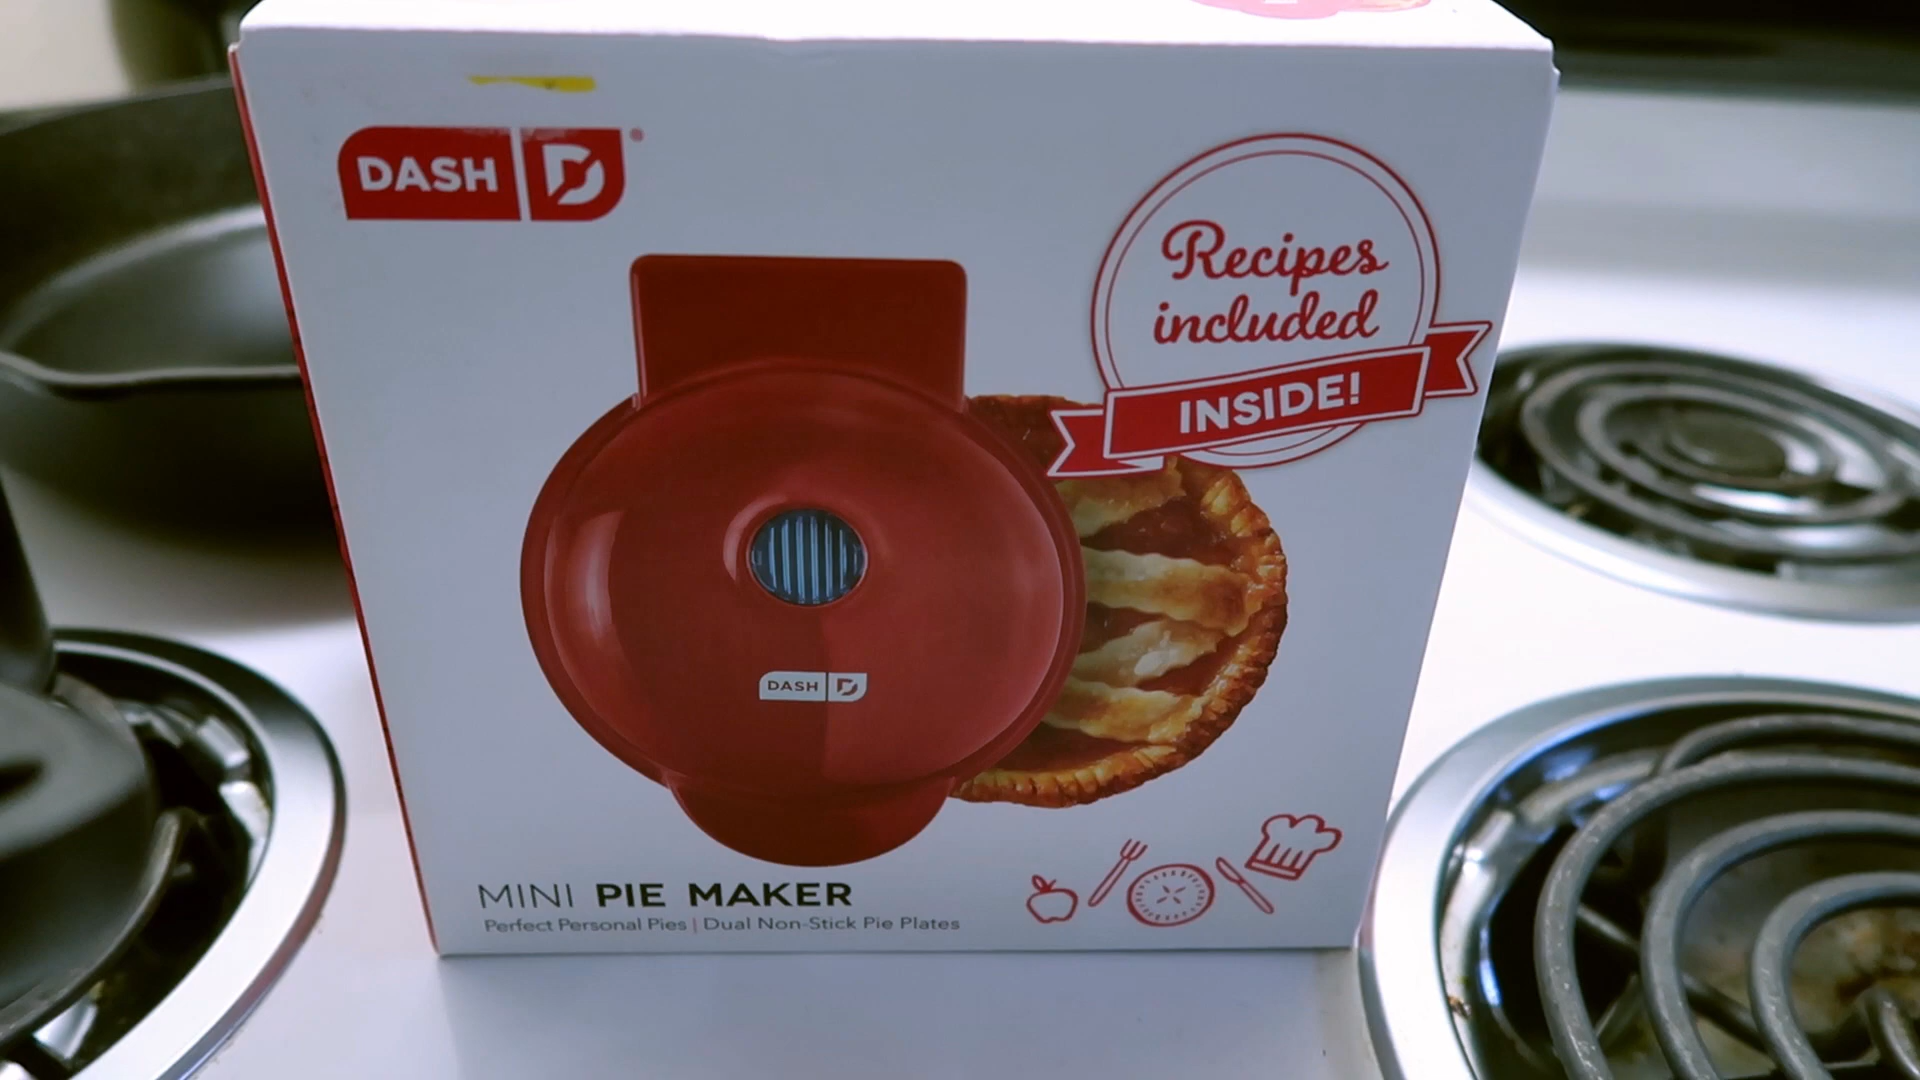 DASH D®
Recipes
included
INSIDE!
DASH D
MINI PIE MAKER
Perfect Personal Pies | Dual Non-Stick Pie Plates